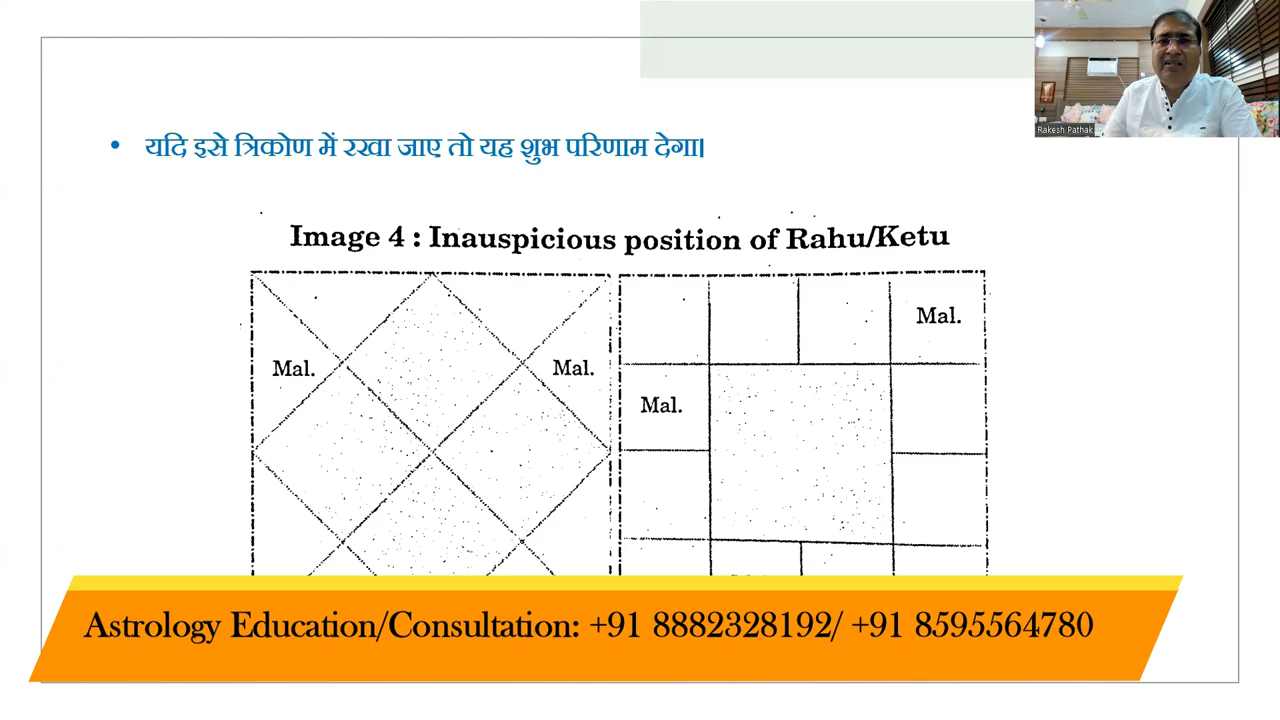 Rakesh Pathak
• यदि इसे त्रिकोण में रखा जाए तो यह शुभ परिणाम देगा।
Image 4 : Inauspicious position of Rahu/Ketu
Mal.
Mal.
Mal.
Mal.
Astrology Education/Consultation: +91 8882328192/ +91 8595564780